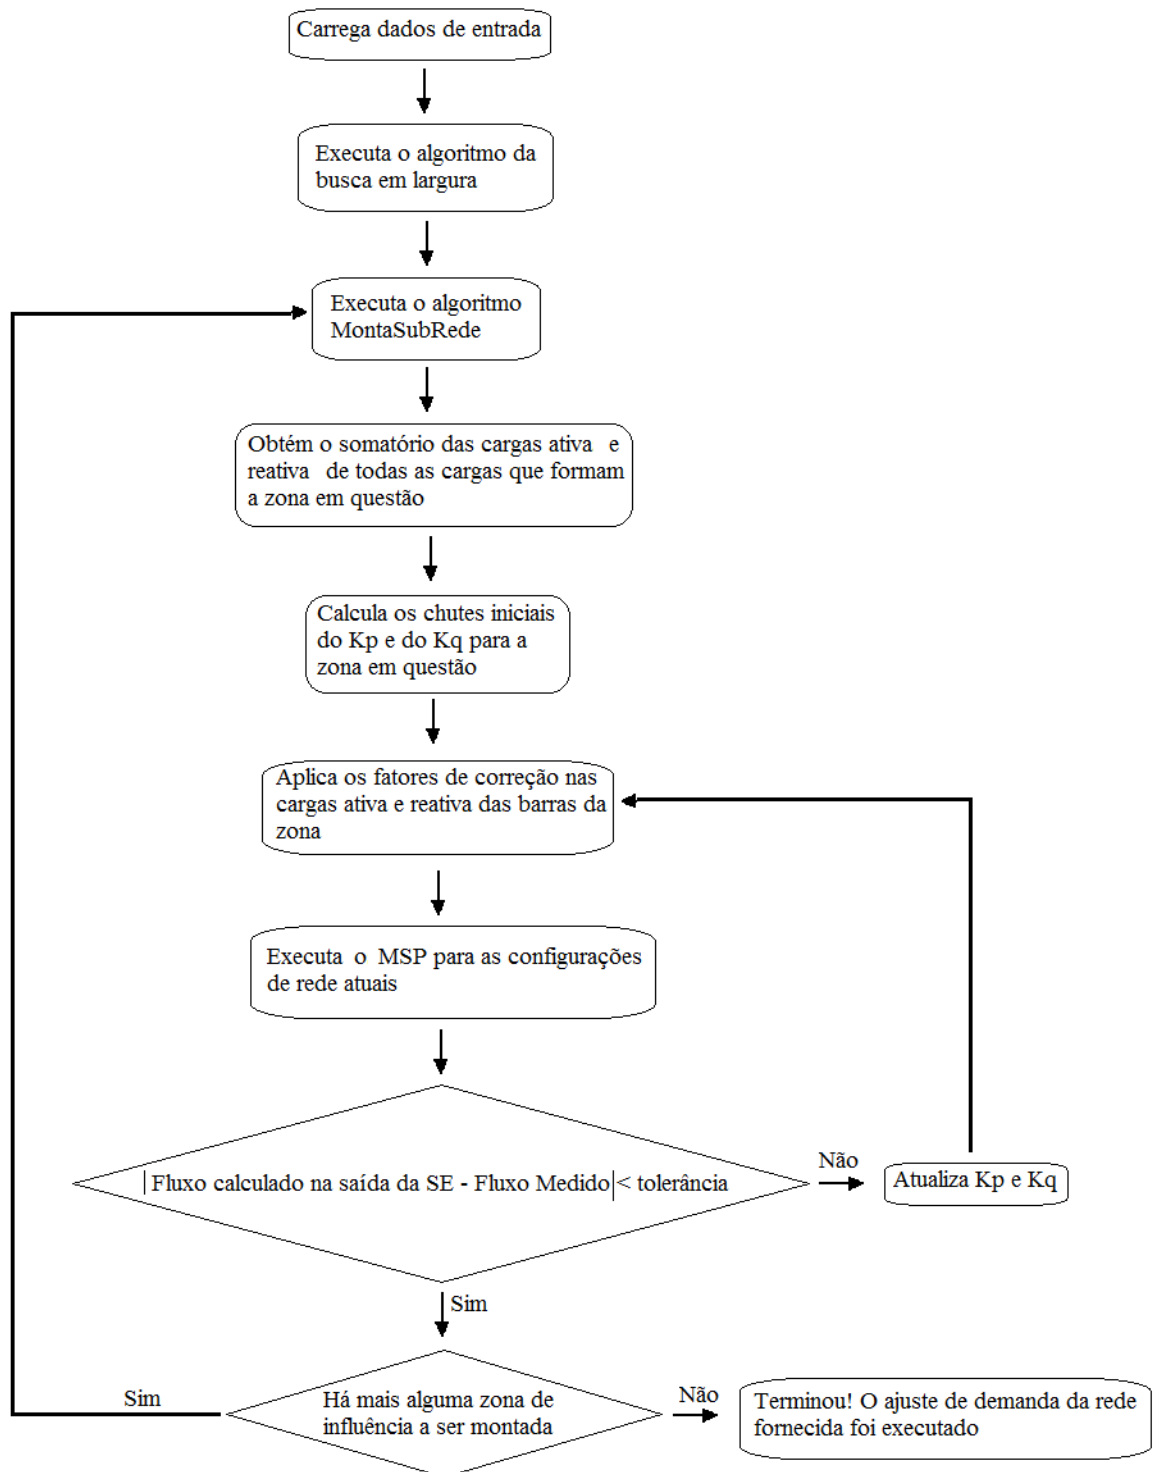 Carrega dados de entrada
Executa o algoritmo da
busca em largura
Executa o algoritmo
MontaSubRede
Obtém o somatório das cargas ativa e
reativa de todas as cargas que formam
a zona em questão
Calcula os chutes iniciais
do Kp e do Kq para a
zona em questão
Aplica os fatores de correção nas
cargas ativa e reativa das barras da
zona
Executa o MSP para as configurações
de rede atuais
| Fluxo calculado na saída da SE - Fluxo Medido| < tolerância
Não
Atualiza Kp e Kq
Sim
Há mais alguma zona de
influência a ser montada
Sim
Não
Terminou! O ajuste de demanda da rede
fornecida foi executado